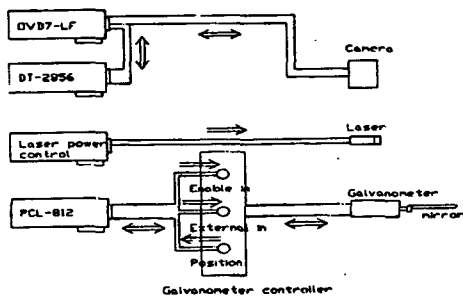 OVD7-LF
DT-2856
Camera
Laser power
control
Laser
PCL-812
Enable in
External in
Position
Galvanometer
mirror
Galvanometer controller